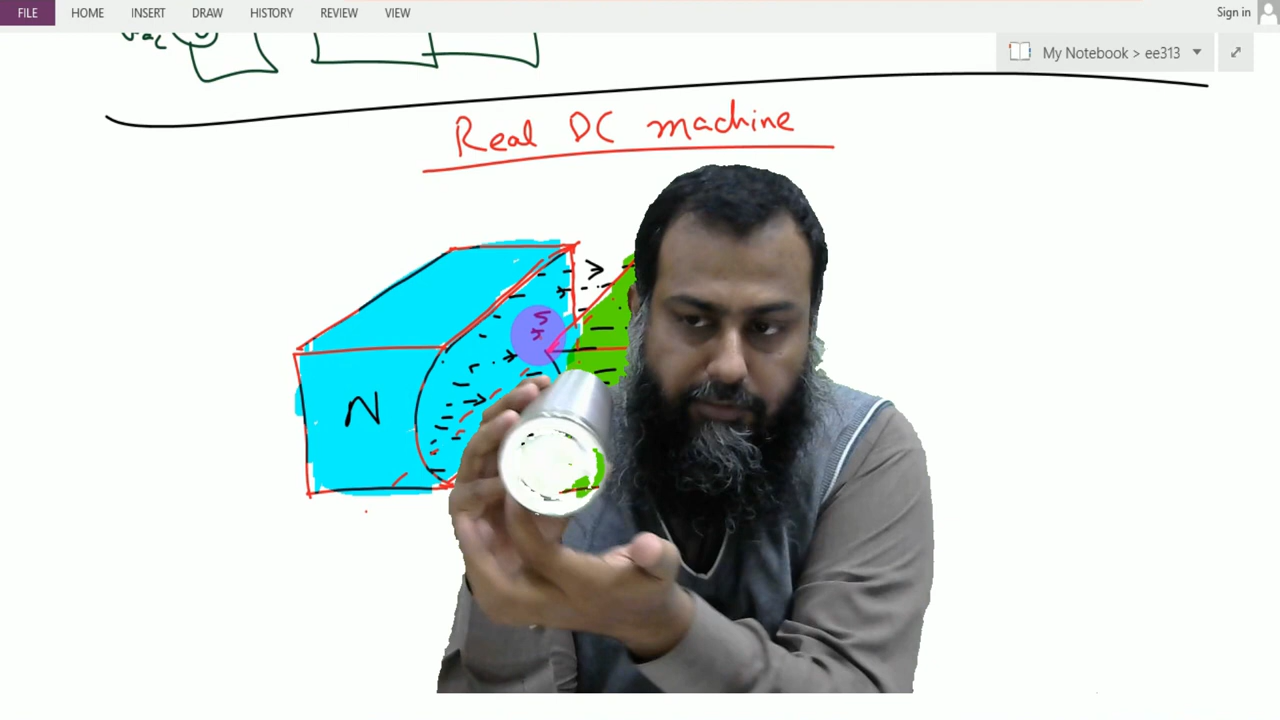 FILE HOME INSERT DRAW HISTORY REVIEW VIEW
Sign in
My Notebook > ee313
Real DC machine
N